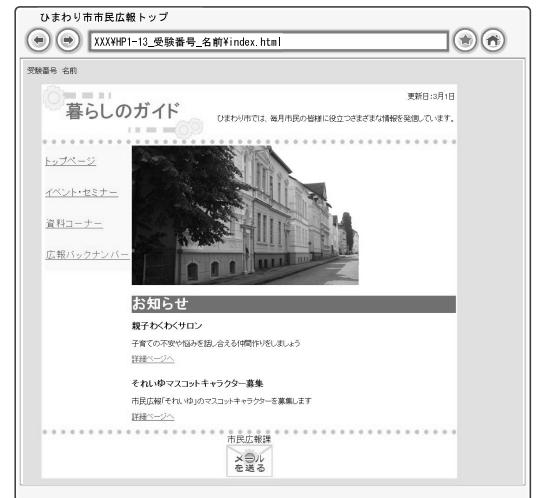 ひまわり市市民広報トップ
XXX¥HP1-13_受験番号_名前¥index.html
受験番号 名前
更新日:3月1日
暮らしのガイド
ひまわり市では、毎月市民の皆様に役立つさまざまな情報を発信しています。
トップページ
イベント・セミナー
資料コーナー
広報バックナンバー
お知らせ
親子わくわくサロン
子育ての不安や悩みを話し合える仲間作りをしましょう
詳細ページへ
それいゆマスコットキャラクター募集
市民広報「それいゆ」のマスコットキャラクターを募集します
詳細ページへ
市民広報課
メール
を送る